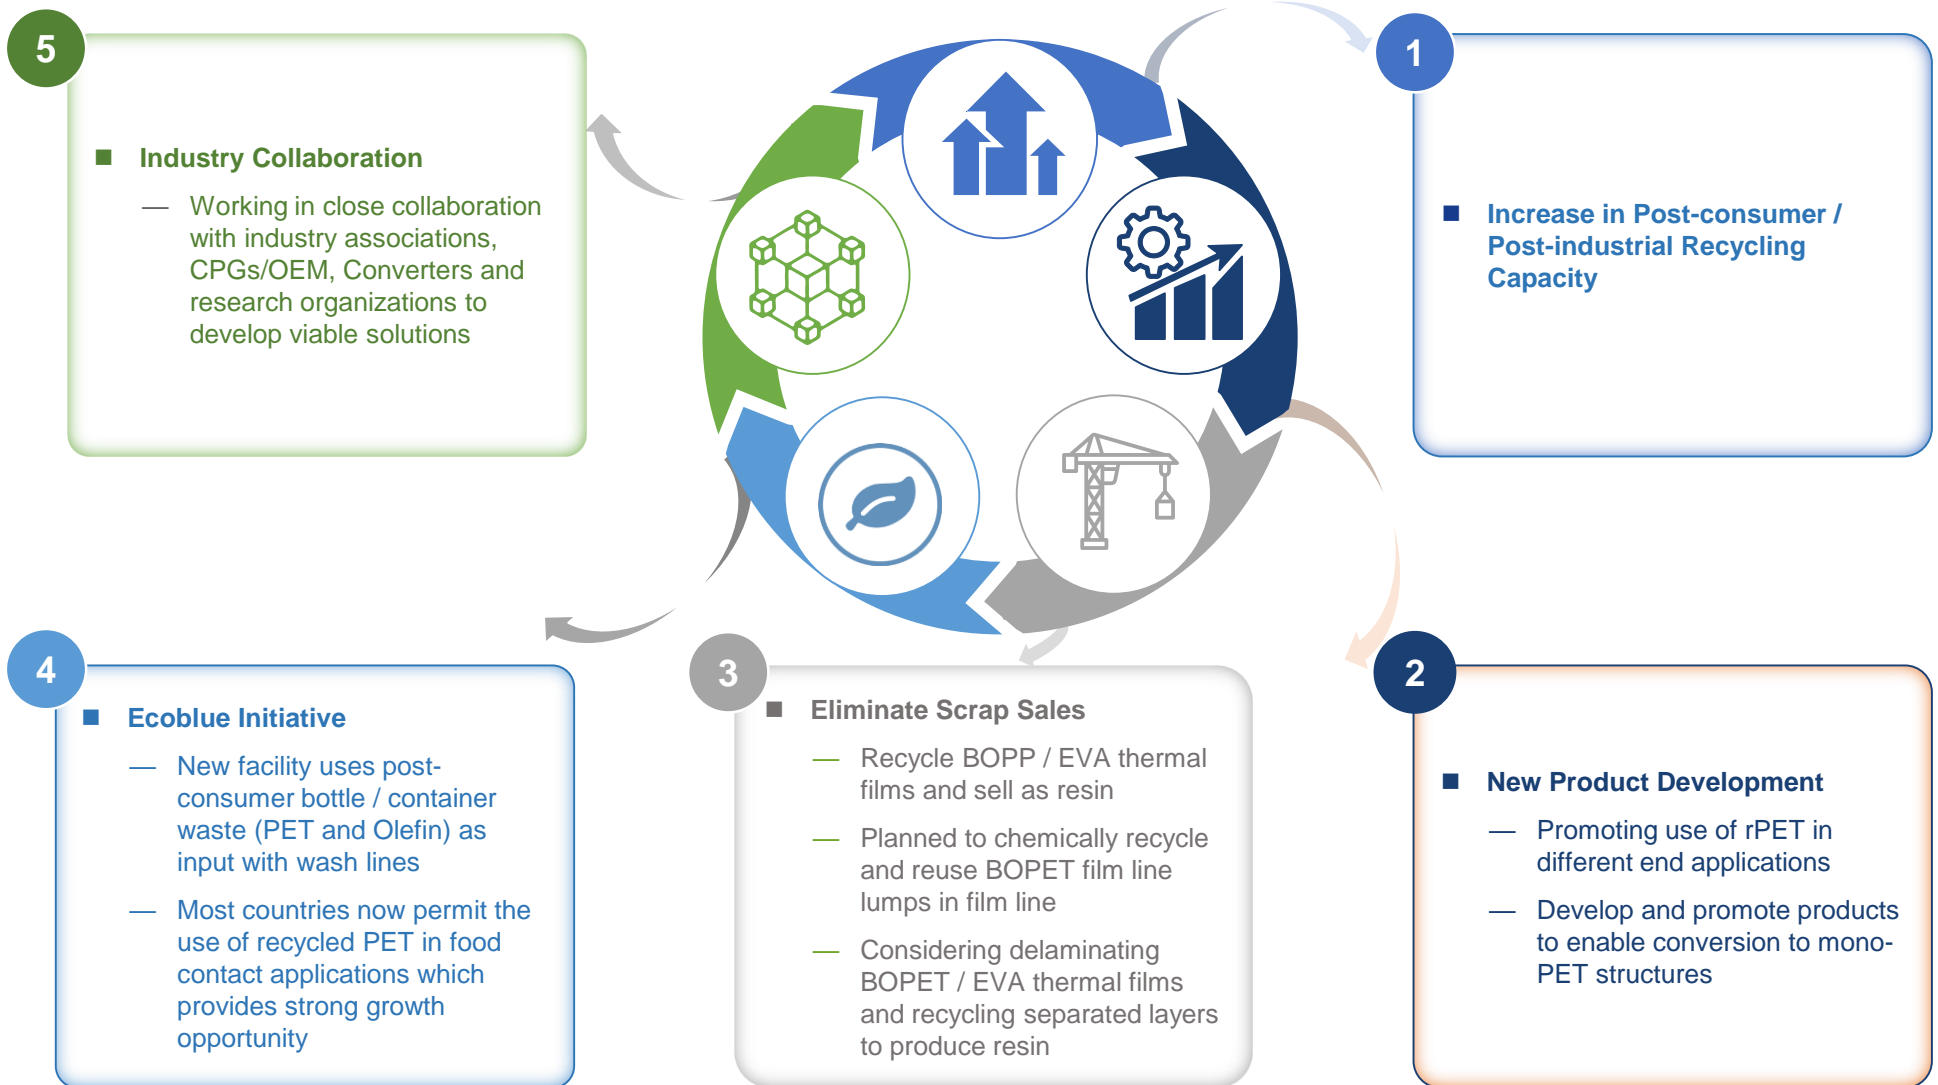 5
■ Industry Collaboration
— Working in close collaboration
with industry associations,
CPGs/OEM, Converters and
research organizations to
develop viable solutions
1
■ Increase in Post-consumer /
Post-industrial Recycling
Capacity
4
■ Ecoblue Initiative
— New facility uses post-
consumer bottle / container
waste (PET and Olefin) as
input with wash lines
— Most countries now permit the
use of recycled PET in food
contact applications which
provides strong growth
opportunity
3
■ Eliminate Scrap Sales
— Recycle BOPP / EVA thermal
films and sell as resin
— Planned to chemically recycle
and reuse BOPET film line
lumps in film line
— Considering delaminating
BOPET / EVA thermal films
and recycling separated layers
to produce resin
2
■ New Product Development
— Promoting use of rPET in
different end applications
— Develop and promote products
to enable conversion to mono-
PET structures